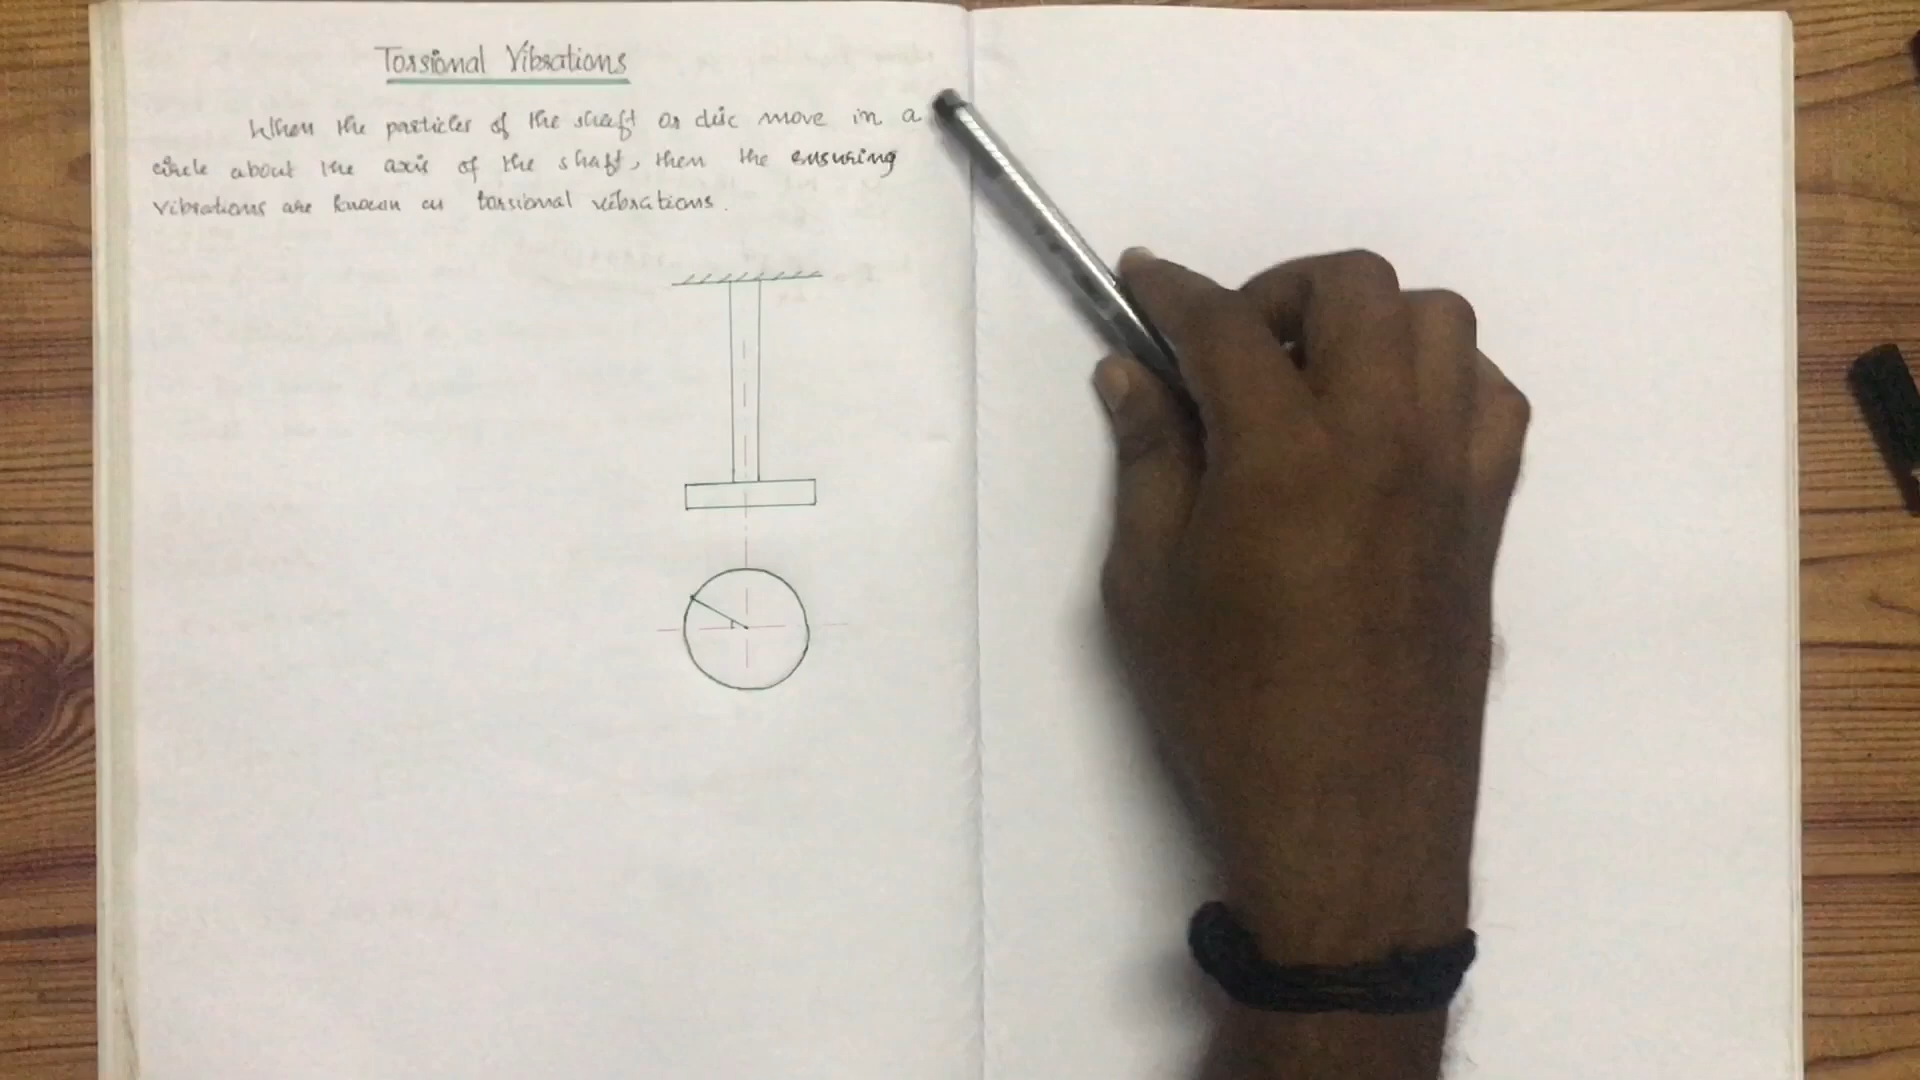 Torsional Vibrations
When the particles of the shaft or disc move in a
circle about the axis of the shaft, then the ensuring
vibrations are known as torsional vibrations.